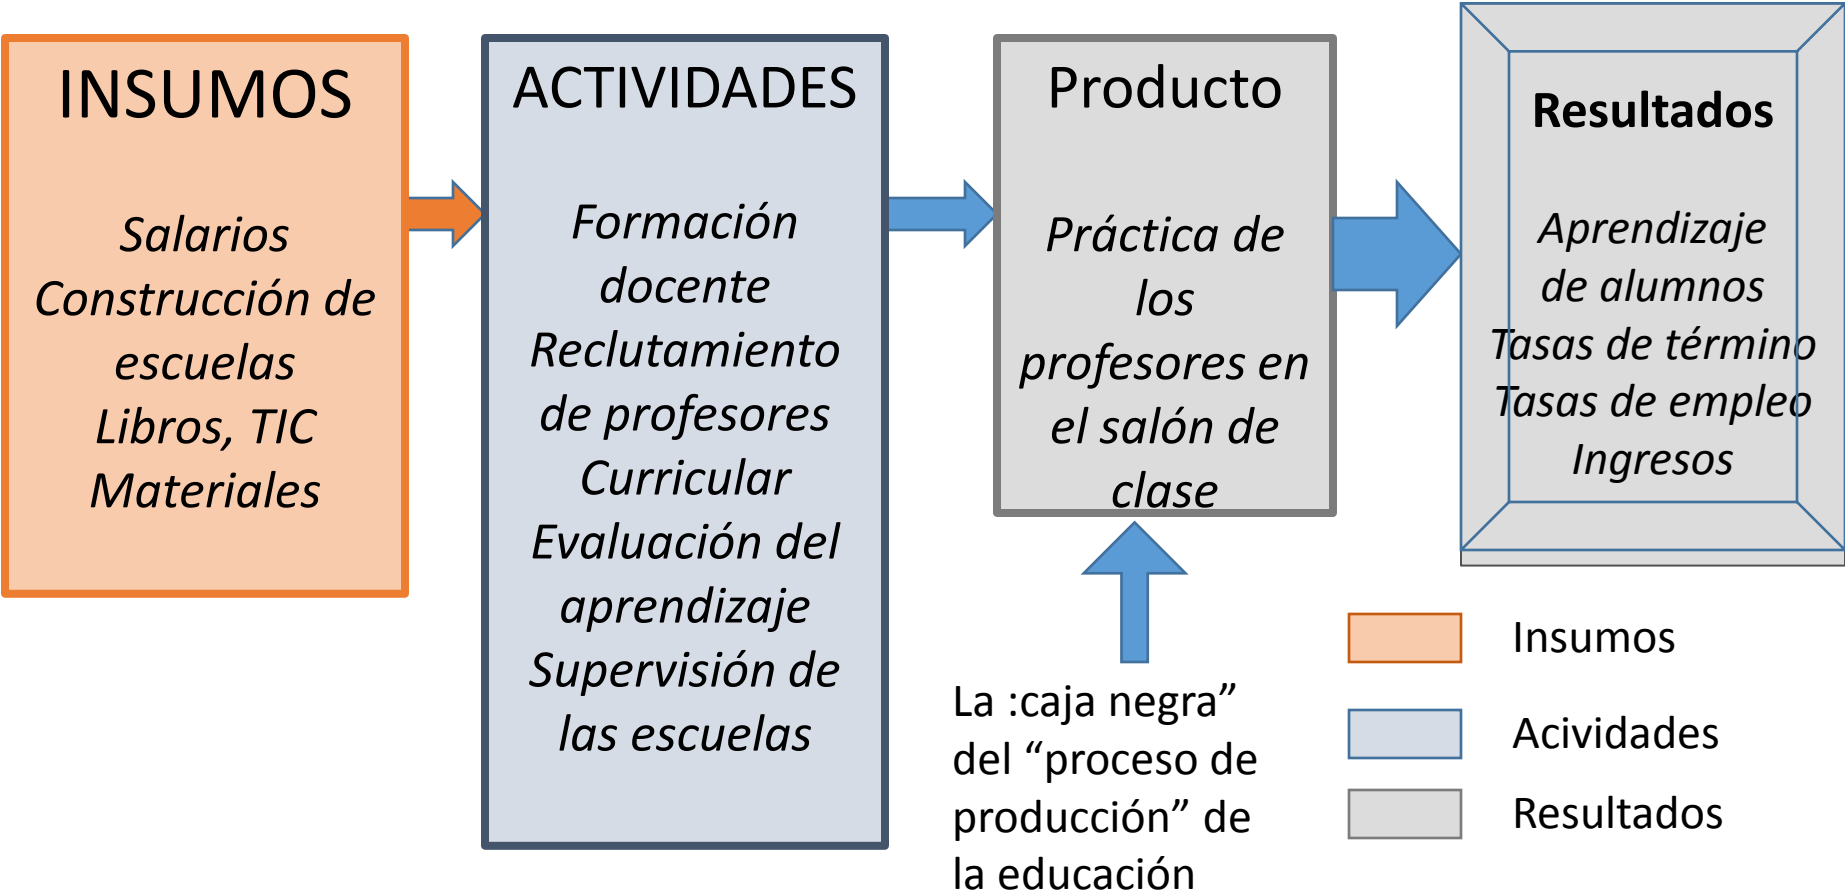 INSUMOS
Salarios
Construcción de
escuelas
Libros, TIC
Materiales
ACTIVIDADES
Formación
docente
Reclutamiento
de profesores
Curricular
Evaluación del
aprendizaje
Supervisión de
las escuelas
Producto
Práctica de
los
profesores en
el salón de
clase
Resultados
Aprendizaje
de alumnos
Tasas de término
Tasas de empleo
Ingresos
La :caja negra”
del “proceso de
producción” de
la educación
Insumos
Acividades
Resultados